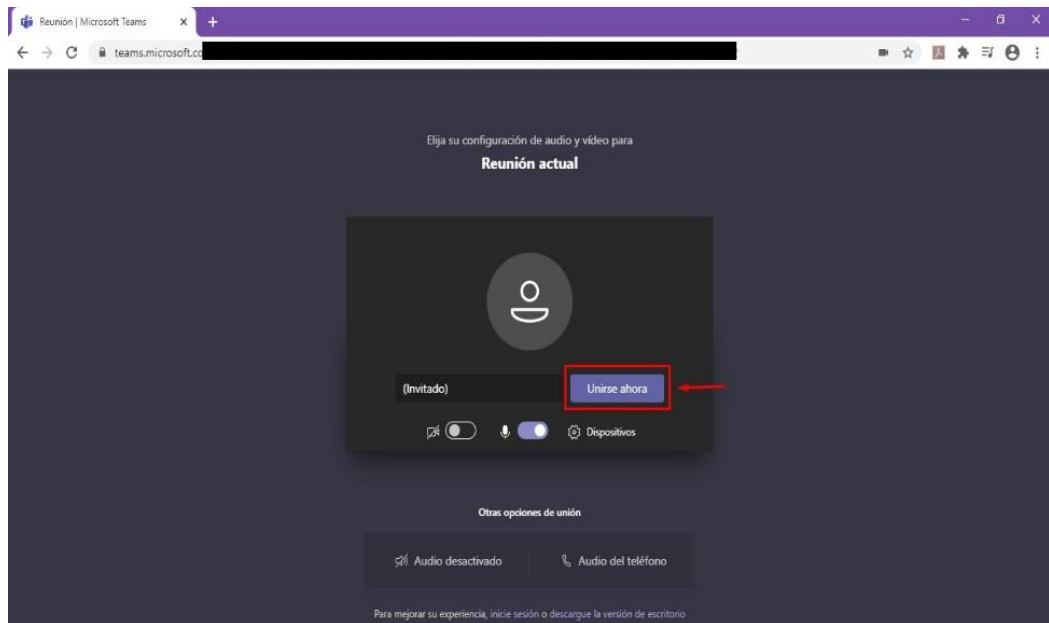 Reunión | Microsoft Teams
teams.microsoft.co
Elija su configuración de audio y vídeo para
Reunión actual
(Invitado)
Unirse ahora
Dispositivos
Otras opciones de unión
Audio desactivado
Audio del teléfono
Para mejorar su experiencia, inicie sesión o descargue la versión de escritorio